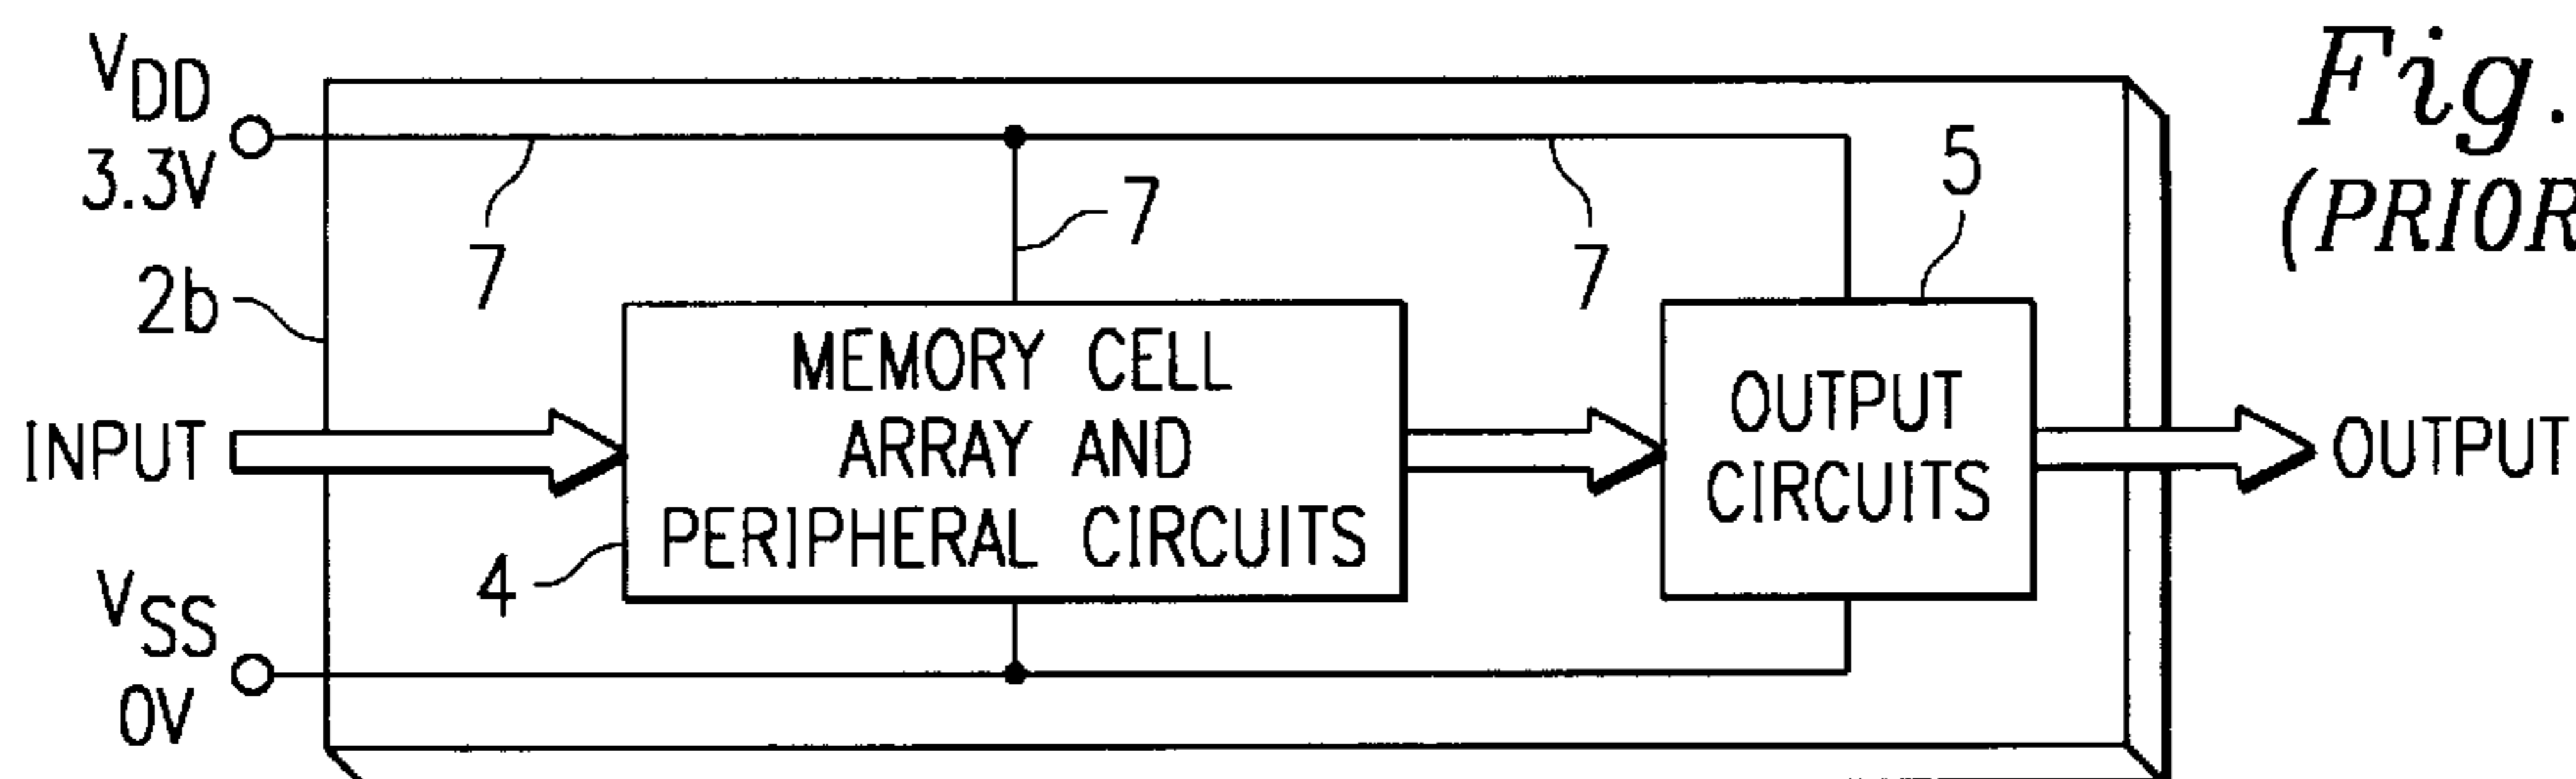 Fig.
(PRIOR
VDD
3.3V
7
7
7
5
2b
INPUT
MEMORY CELL
ARRAY AND
PERIPHERAL CIRCUITS
4
OUTPUT
CIRCUITS
OUTPUT
VSS
0V